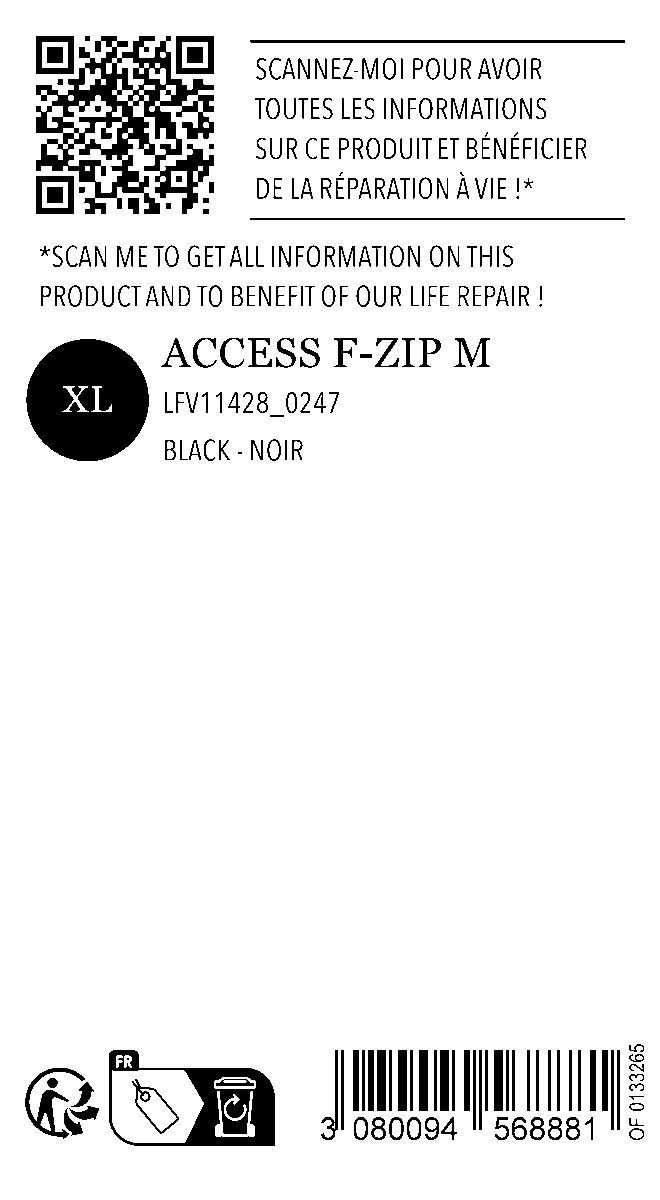 SCANNEZ-MOI POUR AVOIR
TOUTES LES INFORMATIONS
SUR CE PRODUIT ET BÉNÉFICIER
DE LA RÉPARATION À VIE !*
*SCAN ME TO GET ALL INFORMATION ON THIS
PRODUCT AND TO BENEFIT OF OUR LIFE REPAIR !
XL
ACCESS F-ZIP M
LFV11428_0247
BLACK - NOIR
FR
3 080094 568881
OF 0133265